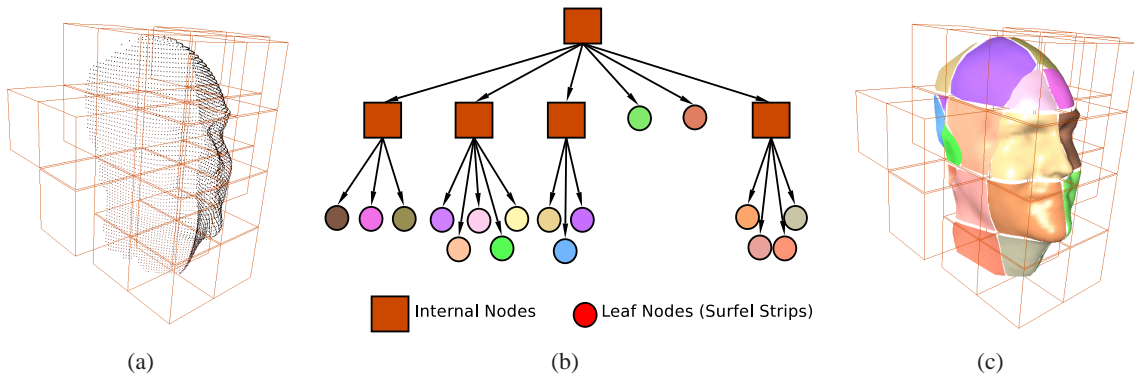 Internal Nodes
Leaf Nodes (Surfel Strips)
(a)
(b)
(c)